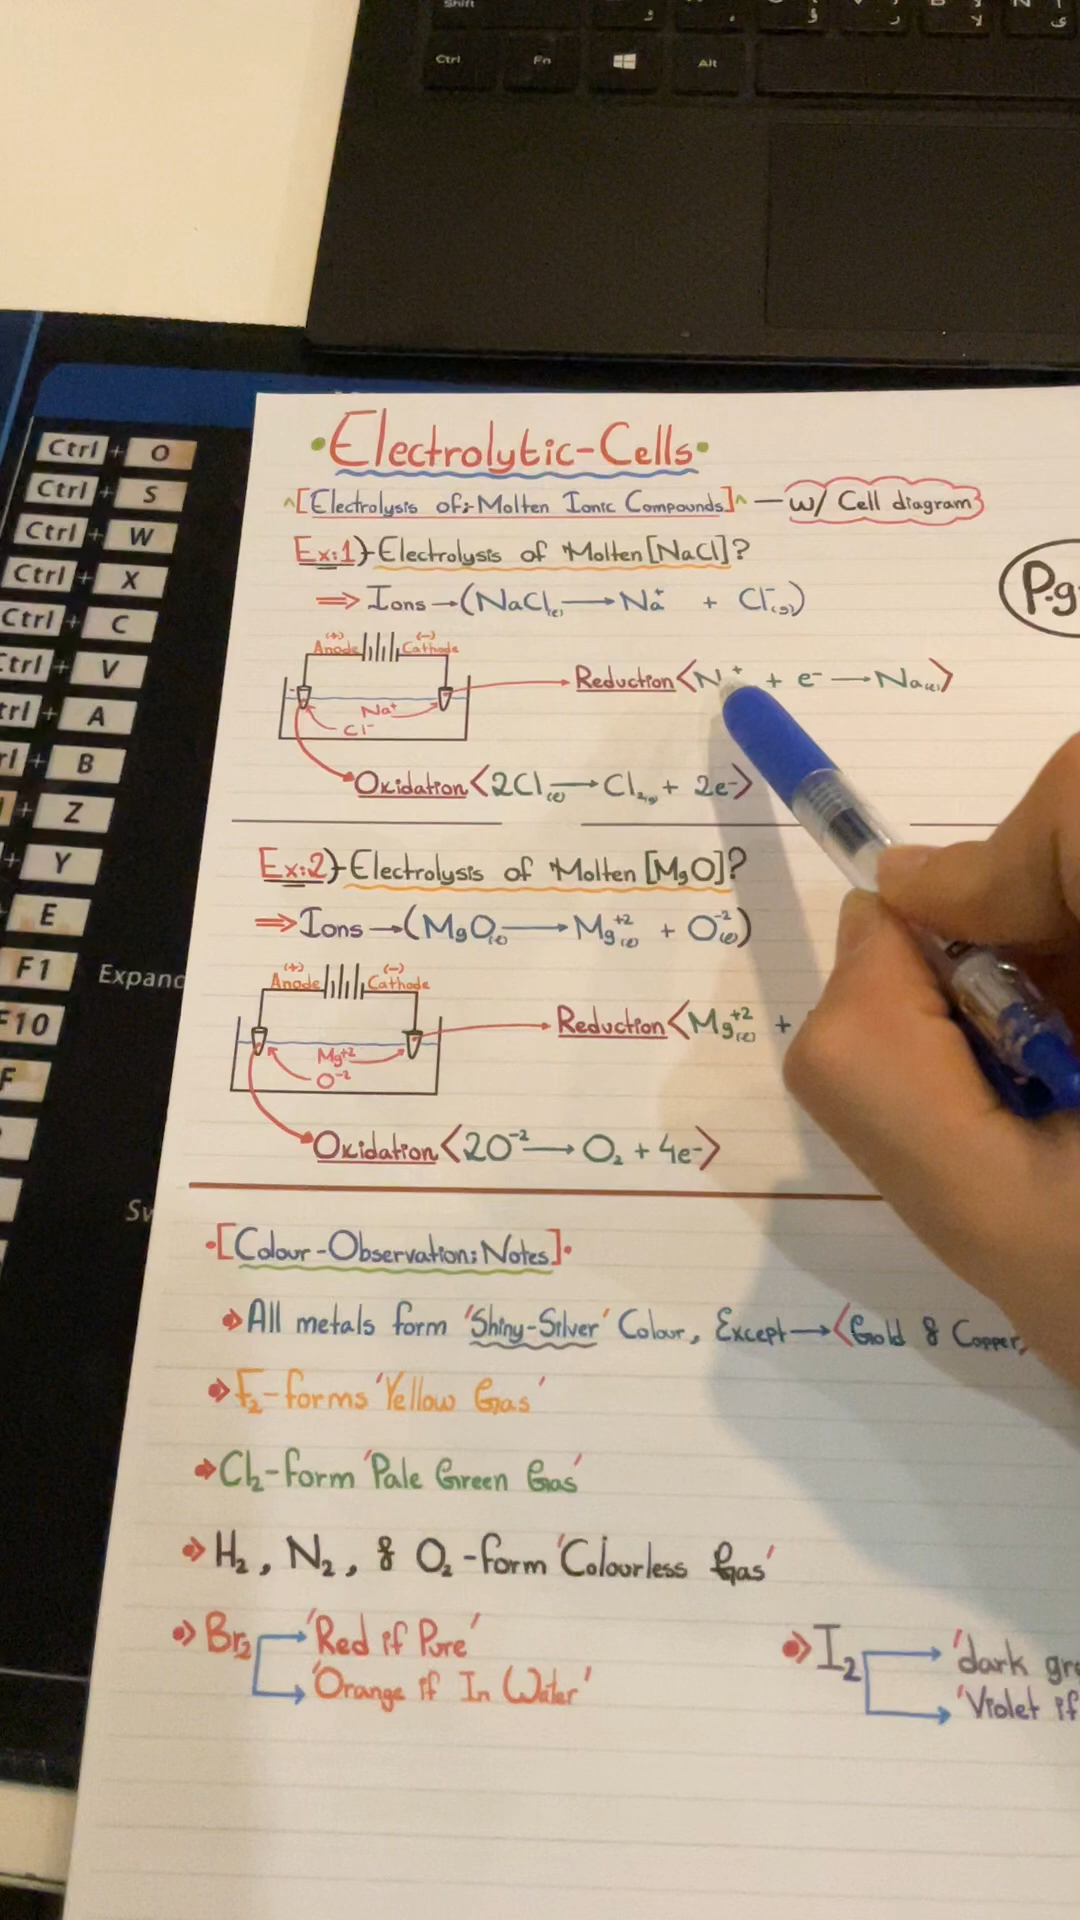 Shift
Ctrl Fn Alt
Ctrl + O
Ctrl + S
Ctrl + W
Ctrl + X
Ctrl + C
Ctrl + V
Ctrl + A
+ B
+ Z
+ Y
E
F1 Expand
F10
F
Sw
•Electrolytic-Cells•
^[Electrolysis of:-Molten Ionic Compounds]^ — w/ Cell diagram
Ex:1}-Electrolysis of Molten [NaCl]?
⇒ Ions→(NaCl(l) → Na⁺ + Cl⁻)
(+) (-)
Anode Cathode
Reduction<N + + e⁻ → Na(l)>
Na⁺
Cl⁻
Oxidation<2Cl(l) → Cl₂(g) + 2e⁻>
P.g
Ex:2}-Electrolysis of Molten [MgO]?
⇒ Ions→(MgO(l) → Mg⁺²(l) + O⁻²(l))
(+) (-)
Anode Cathode
Reduction<Mg⁺²(l) +
Mg⁺²
O⁻²
Oxidation<2O⁻² → O₂ + 4e⁻>
•[Colour-Observation:Notes]•
All metals form 'Shiny-Silver' Colour, Except→<Gold & Copper,
F₂-forms 'Yellow Gas'
Cl₂-form 'Pale Green Gas'
H₂, N₂, & O₂-form 'Colourless Gas'
Br₂ → 'Red if Pure'
→ 'Orange if In Water'
I₂ → 'dark gr
→ 'Violet if